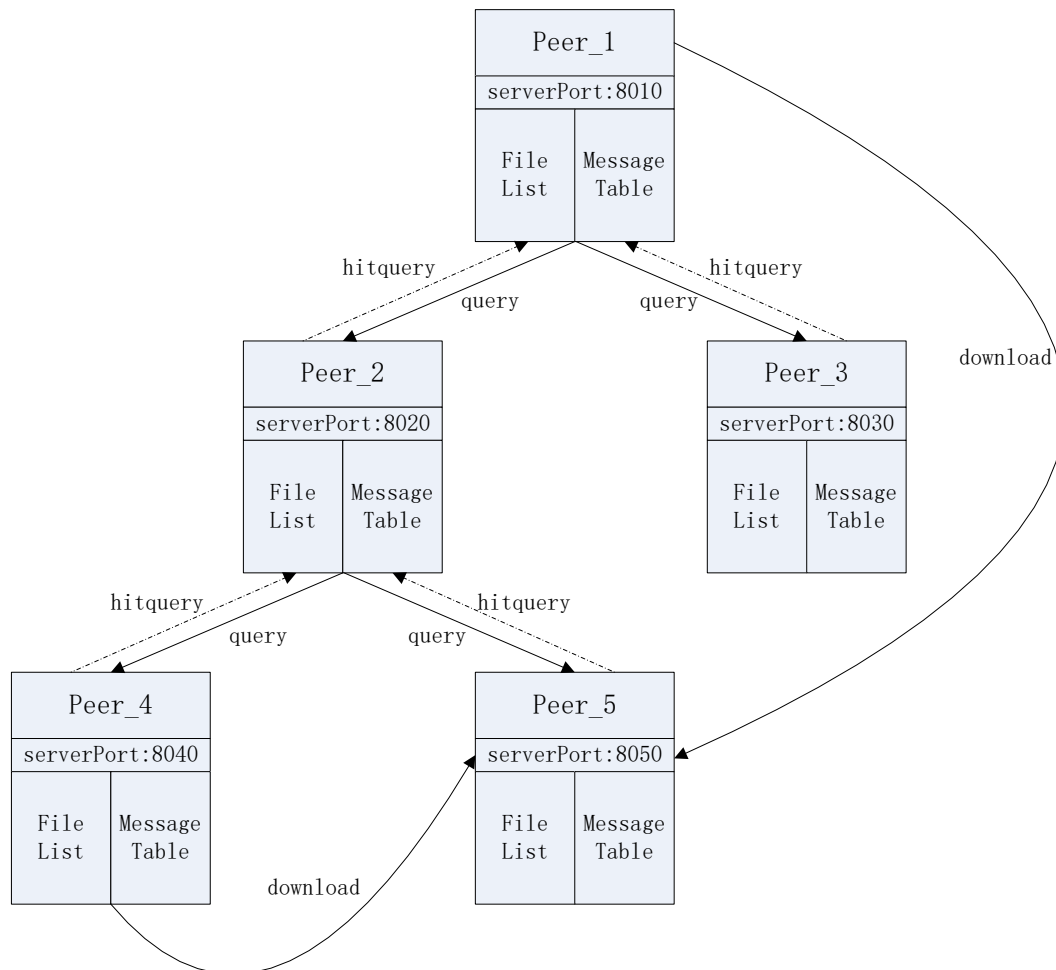 Peer_1
serverPort:8010
File
List
Message
Table
hitquery
query
hitquery
query
download
Peer_2
serverPort:8020
File
List
Message
Table
Peer_3
serverPort:8030
File
List
Message
Table
hitquery
query
hitquery
query
Peer_4
serverPort:8040
File
List
Message
Table
Peer_5
serverPort:8050
File
List
Message
Table
download